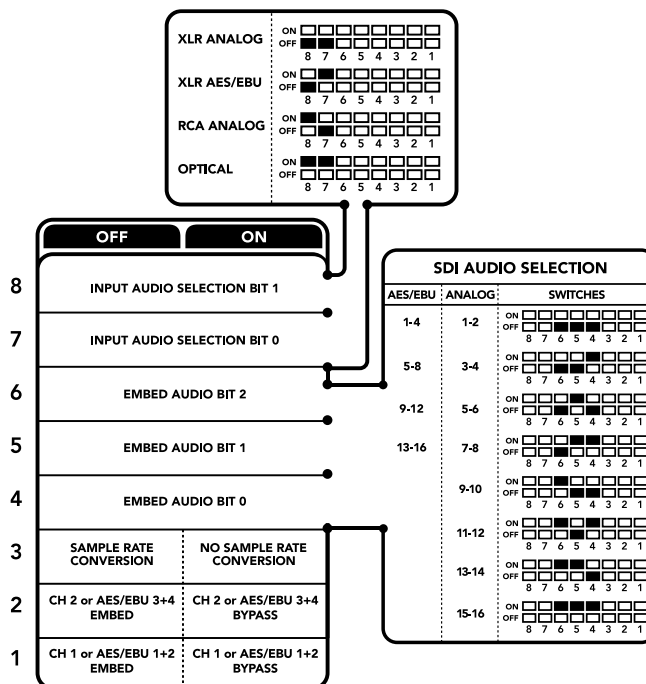 XLR ANALOG
ON
OFF
8 7 6 5 4 3 2 1
XLR AES/EBU
ON
OFF
8 7 6 5 4 3 2 1
RCA ANALOG
ON
OFF
8 7 6 5 4 3 2 1
OPTICAL
ON
OFF
8 7 6 5 4 3 2 1
OFF ON
8 INPUT AUDIO SELECTION BIT 1
7 INPUT AUDIO SELECTION BIT 0
6 EMBED AUDIO BIT 2
5 EMBED AUDIO BIT 1
4 EMBED AUDIO BIT 0
3 SAMPLE RATE CONVERSION NO SAMPLE RATE CONVERSION
2 CH 2 or AES/EBU 3+4 EMBED CH 2 or AES/EBU 3+4 BYPASS
1 CH 1 or AES/EBU 1+2 EMBED CH 1 or AES/EBU 1+2 BYPASS
SDI AUDIO SELECTION
AES/EBU ANALOG SWITCHES
1-4 1-2 ON
OFF
8 7 6 5 4 3 2 1
5-8 3-4 ON
OFF
8 7 6 5 4 3 2 1
9-12 5-6 ON
OFF
8 7 6 5 4 3 2 1
13-16 7-8 ON
OFF
8 7 6 5 4 3 2 1
9-10 ON
OFF
8 7 6 5 4 3 2 1
11-12 ON
OFF
8 7 6 5 4 3 2 1
13-14 ON
OFF
8 7 6 5 4 3 2 1
15-16 ON
OFF
8 7 6 5 4 3 2 1